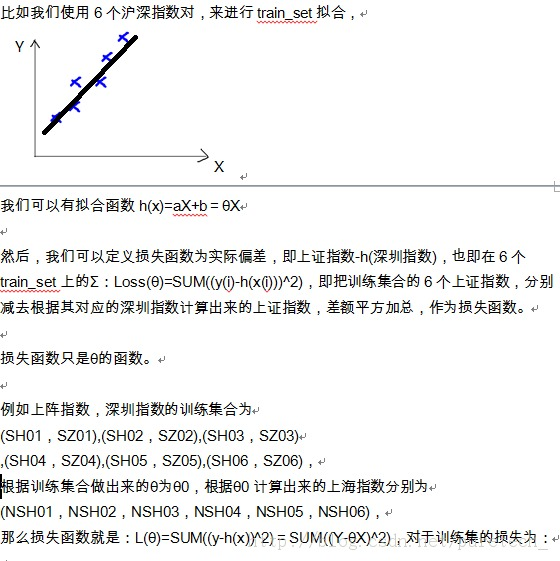 比如我们使用 6 个沪深指数对，来进行 train_set 拟合，
Y
X
我们可以有拟合函数 h(x)=aX+b = θX
然后，我们可以定义损失函数为实际偏差，即上证指数-h(深圳指数)，也即在 6 个
train_set 上的Σ：Loss(θ)=SUM((y(i)-h(x(i)))^2)，即把训练集合的 6 个上证指数，分别
减去根据其对应的深圳指数计算出来的上证指数，差额平方加总，作为损失函数。
损失函数只是θ的函数。
例如上阵指数，深圳指数的训练集合为
(SH01，SZ01),(SH02，SZ02),(SH03，SZ03)
,(SH04，SZ04),(SH05，SZ05),(SH06，SZ06)，
根据训练集合做出来的θ为θ0，根据θ0 计算出来的上海指数分别为
(NSH01，NSH02，NSH03，NSH04，NSH05，NSH06)，
那么损失函数就是：L(θ)=SUM((y-h(x))^2) = SUM((Y-θX)^2)，对于训练集的损失为：